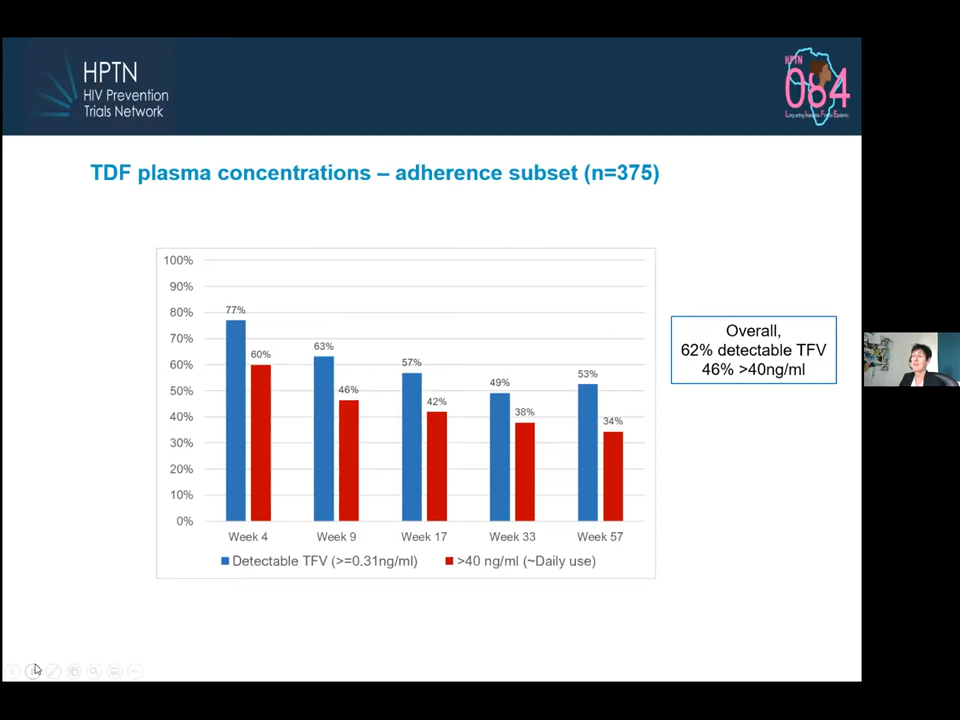 HPTN
HIV Prevention
Trials Network
HPTN
084
TDF plasma concentrations – adherence subset (n=375)
100%
90%
80%
70%
60%
50%
40%
30%
20%
10%
0%
77%
60%
63%
46%
57%
42%
49%
38%
53%
34%
Week 4
Week 9
Week 17
Week 33
Week 57
Detectable TFV (>=0.31ng/ml)
>40 ng/ml (~Daily use)
Overall,
62% detectable TFV
46% >40ng/ml